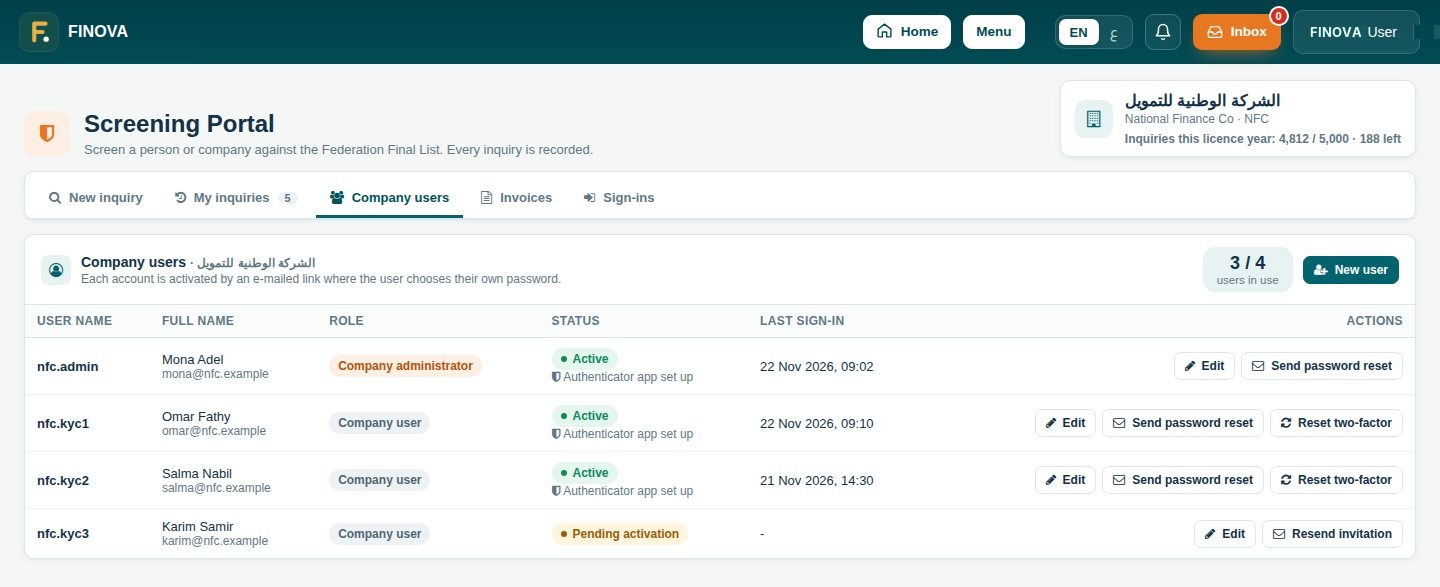 FINOVA
Home
Menu
EN
ع
Inbox
0
FINOVA User
Screening Portal
Screen a person or company against the Federation Final List. Every inquiry is recorded.
الشركة الوطنية للتمويل
National Finance Co · NFC
Inquiries this licence year: 4,812 / 5,000 · 188 left
New inquiry
My inquiries 5
Company users
Invoices
Sign-ins
Company users · الشركة الوطنية للتمويل
Each account is activated by an e-mailed link where the user chooses their own password.
3 / 4
users in use
New user
USER NAME FULL NAME ROLE STATUS LAST SIGN-IN ACTIONS
nfc.admin
Mona Adel
mona@nfc.example
Company administrator
Active
Authenticator app set up
22 Nov 2026, 09:02
Edit
Send password reset
nfc.kyc1
Omar Fathy
omar@nfc.example
Company user
Active
Authenticator app set up
22 Nov 2026, 09:10
Edit
Send password reset
Reset two-factor
nfc.kyc2
Salma Nabil
salma@nfc.example
Company user
Active
Authenticator app set up
21 Nov 2026, 14:30
Edit
Send password reset
Reset two-factor
nfc.kyc3
Karim Samir
karim@nfc.example
Company user
Pending activation
-
Edit
Resend invitation